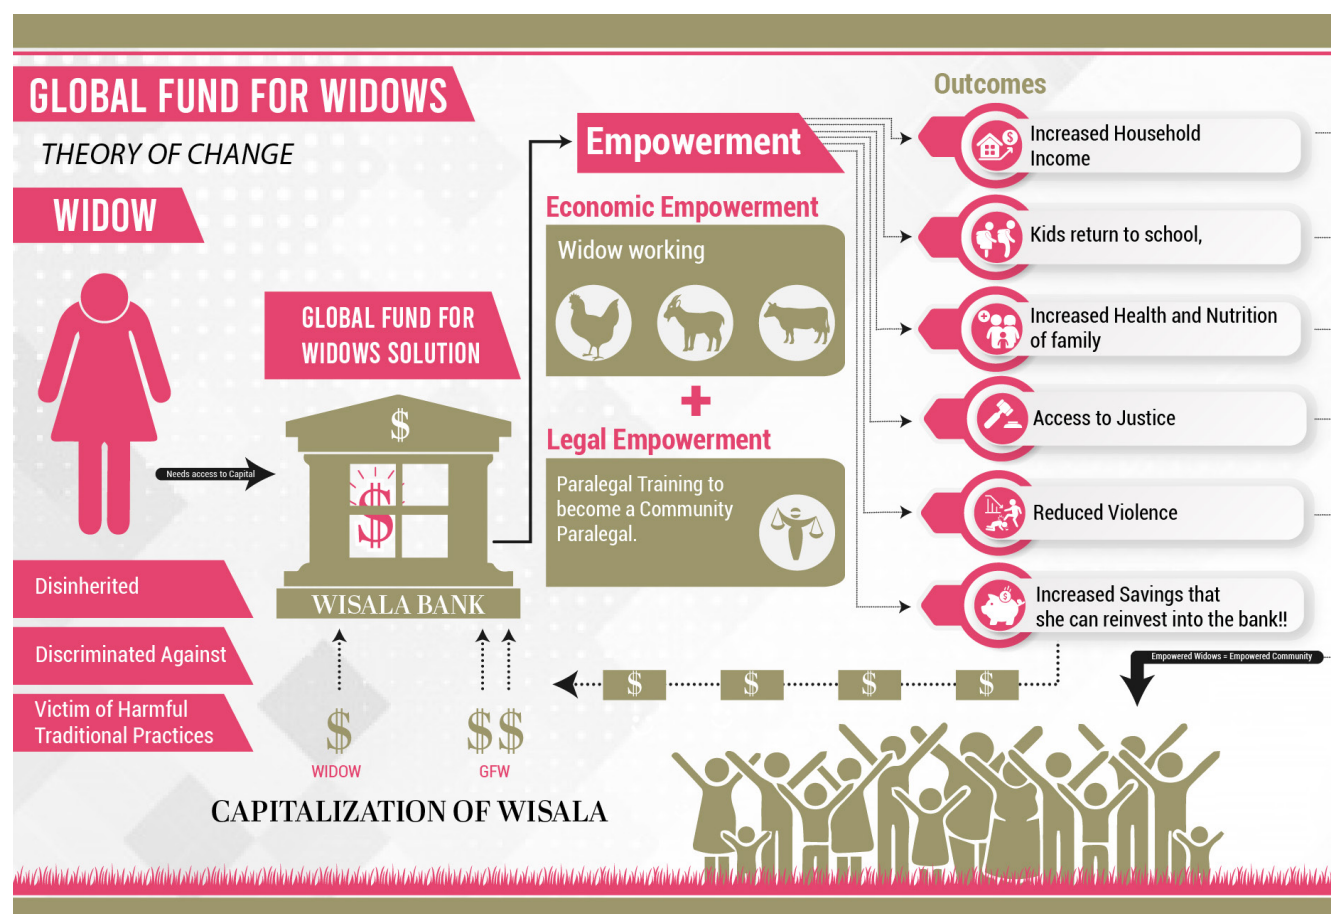 GLOBAL FUND FOR WIDOWS
THEORY OF CHANGE
WIDOW
Needs access to Capital
Disinherited
Discriminated Against
Victim of Harmful
Traditional Practices
GLOBAL FUND FOR
WIDOWS SOLUTION
$
$
WISALA BANK
$
$$
WIDOW
GFW
CAPITALIZATION OF WISALA
Empowerment
Economic Empowerment
Widow working
+
Legal Empowerment
Paralegal Training to
become a Community
Paralegal.
Outcomes
$
Increased Household
Income
Kids return to school,
Increased Health and Nutrition
of family
Access to Justice
Reduced Violence
$
Increased Savings that
she can reinvest into the bank!!
$ $ $ $
Empowered Widows = Empowered Community